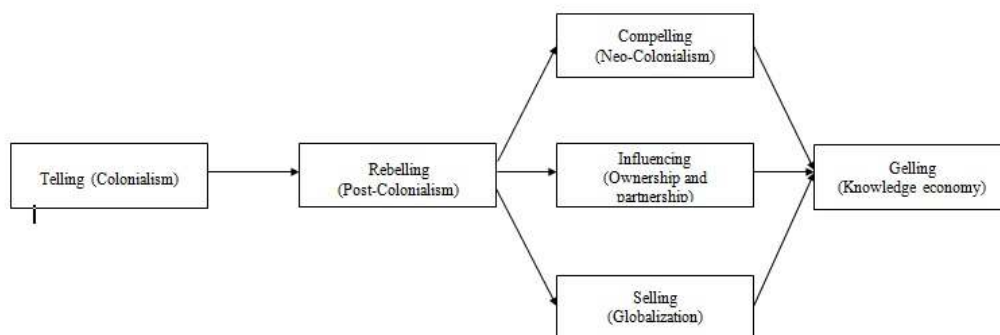 Telling (Colonialism)
Rebelling
(Post-Colonialism)
Compelling
(Neo-Colonialism)
Influencing
(Ownership and
partnership)
Selling
(Globalization)
Gelling
(Knowledge economy)